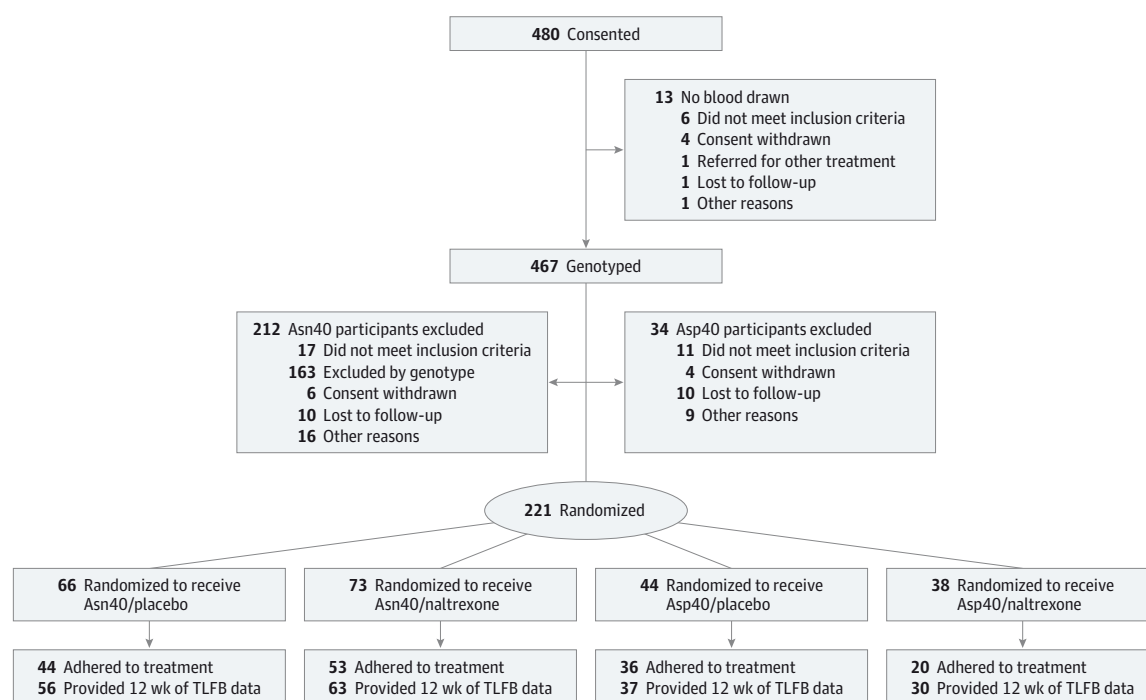 480 Consented
13 No blood drawn
6 Did not meet inclusion criteria
4 Consent withdrawn
1 Referred for other treatment
1 Lost to follow-up
1 Other reasons
467 Genotyped
212 Asn40 participants excluded
17 Did not meet inclusion criteria
163 Excluded by genotype
6 Consent withdrawn
10 Lost to follow-up
16 Other reasons
34 Asp40 participants excluded
11 Did not meet inclusion criteria
4 Consent withdrawn
10 Lost to follow-up
9 Other reasons
221 Randomized
66 Randomized to receive
Asn40/placebo
73 Randomized to receive
Asn40/naltrexone
44 Randomized to receive
Asp40/placebo
38 Randomized to receive
Asp40/naltrexone
44 Adhered to treatment
56 Provided 12 wk of TLFB data
53 Adhered to treatment
63 Provided 12 wk of TLFB data
36 Adhered to treatment
37 Provided 12 wk of TLFB data
20 Adhered to treatment
30 Provided 12 wk of TLFB data